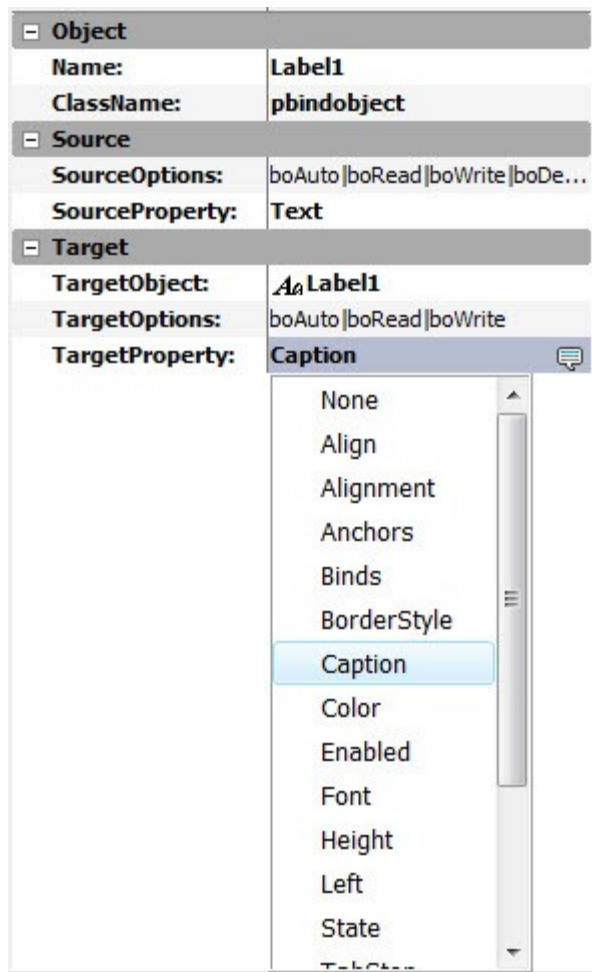 Object
Name: Label1
ClassName: pbindobject
Source
SourceOptions: boAuto|boRead|boWrite|boDe...
SourceProperty: Text
Target
TargetObject: Label1
TargetOptions: boAuto|boRead|boWrite
TargetProperty: Caption
None
Align
Alignment
Anchors
Binds
BorderStyle
Caption
Color
Enabled
Font
Height
Left
State